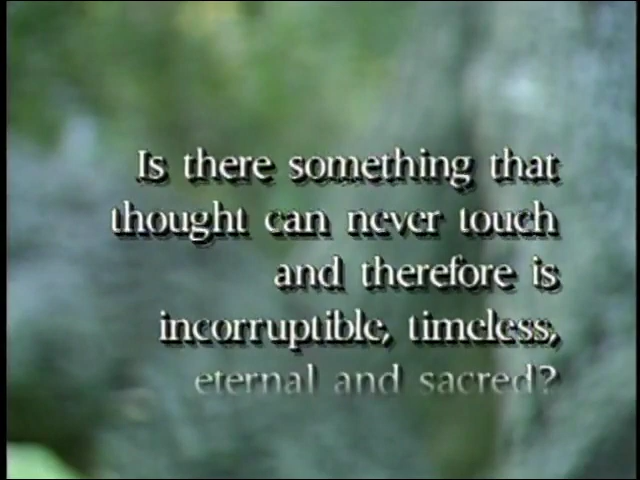 Is there something that
thought can never touch
and therefore is
incorruptible, timeless,
eternal and sacred?